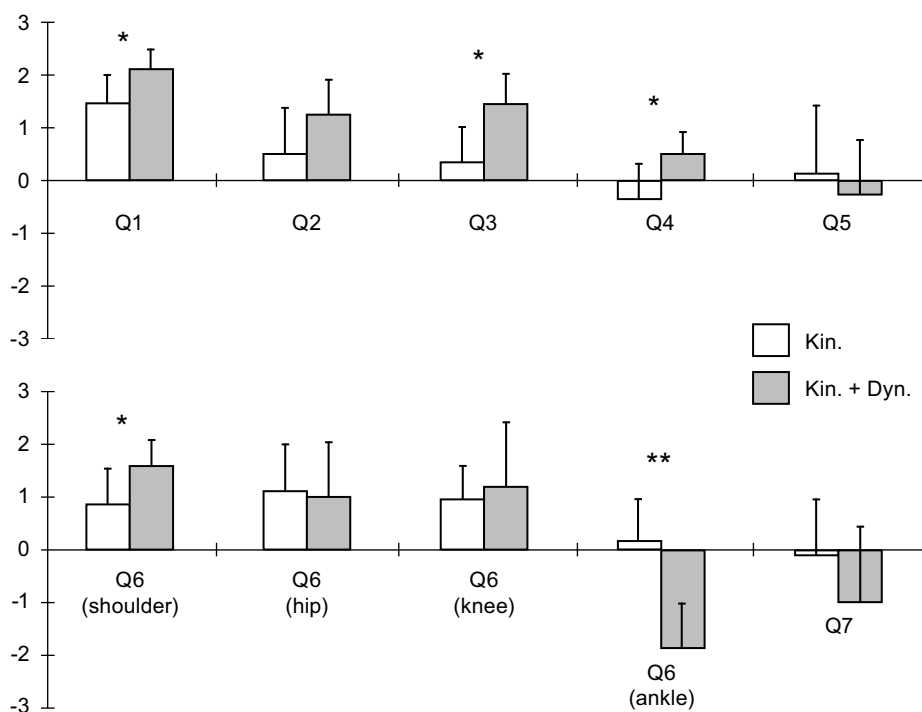 3
*
*
2
*
1
0
Q1 Q2 Q3 Q4 Q5
-1
-2
Kin.
-3
Kin. + Dyn.
3
*
2
**
1
0
Q6 Q6 Q6
(shoulder) (hip) (knee)
-1
Q7
-2
Q6
(ankle)
-3